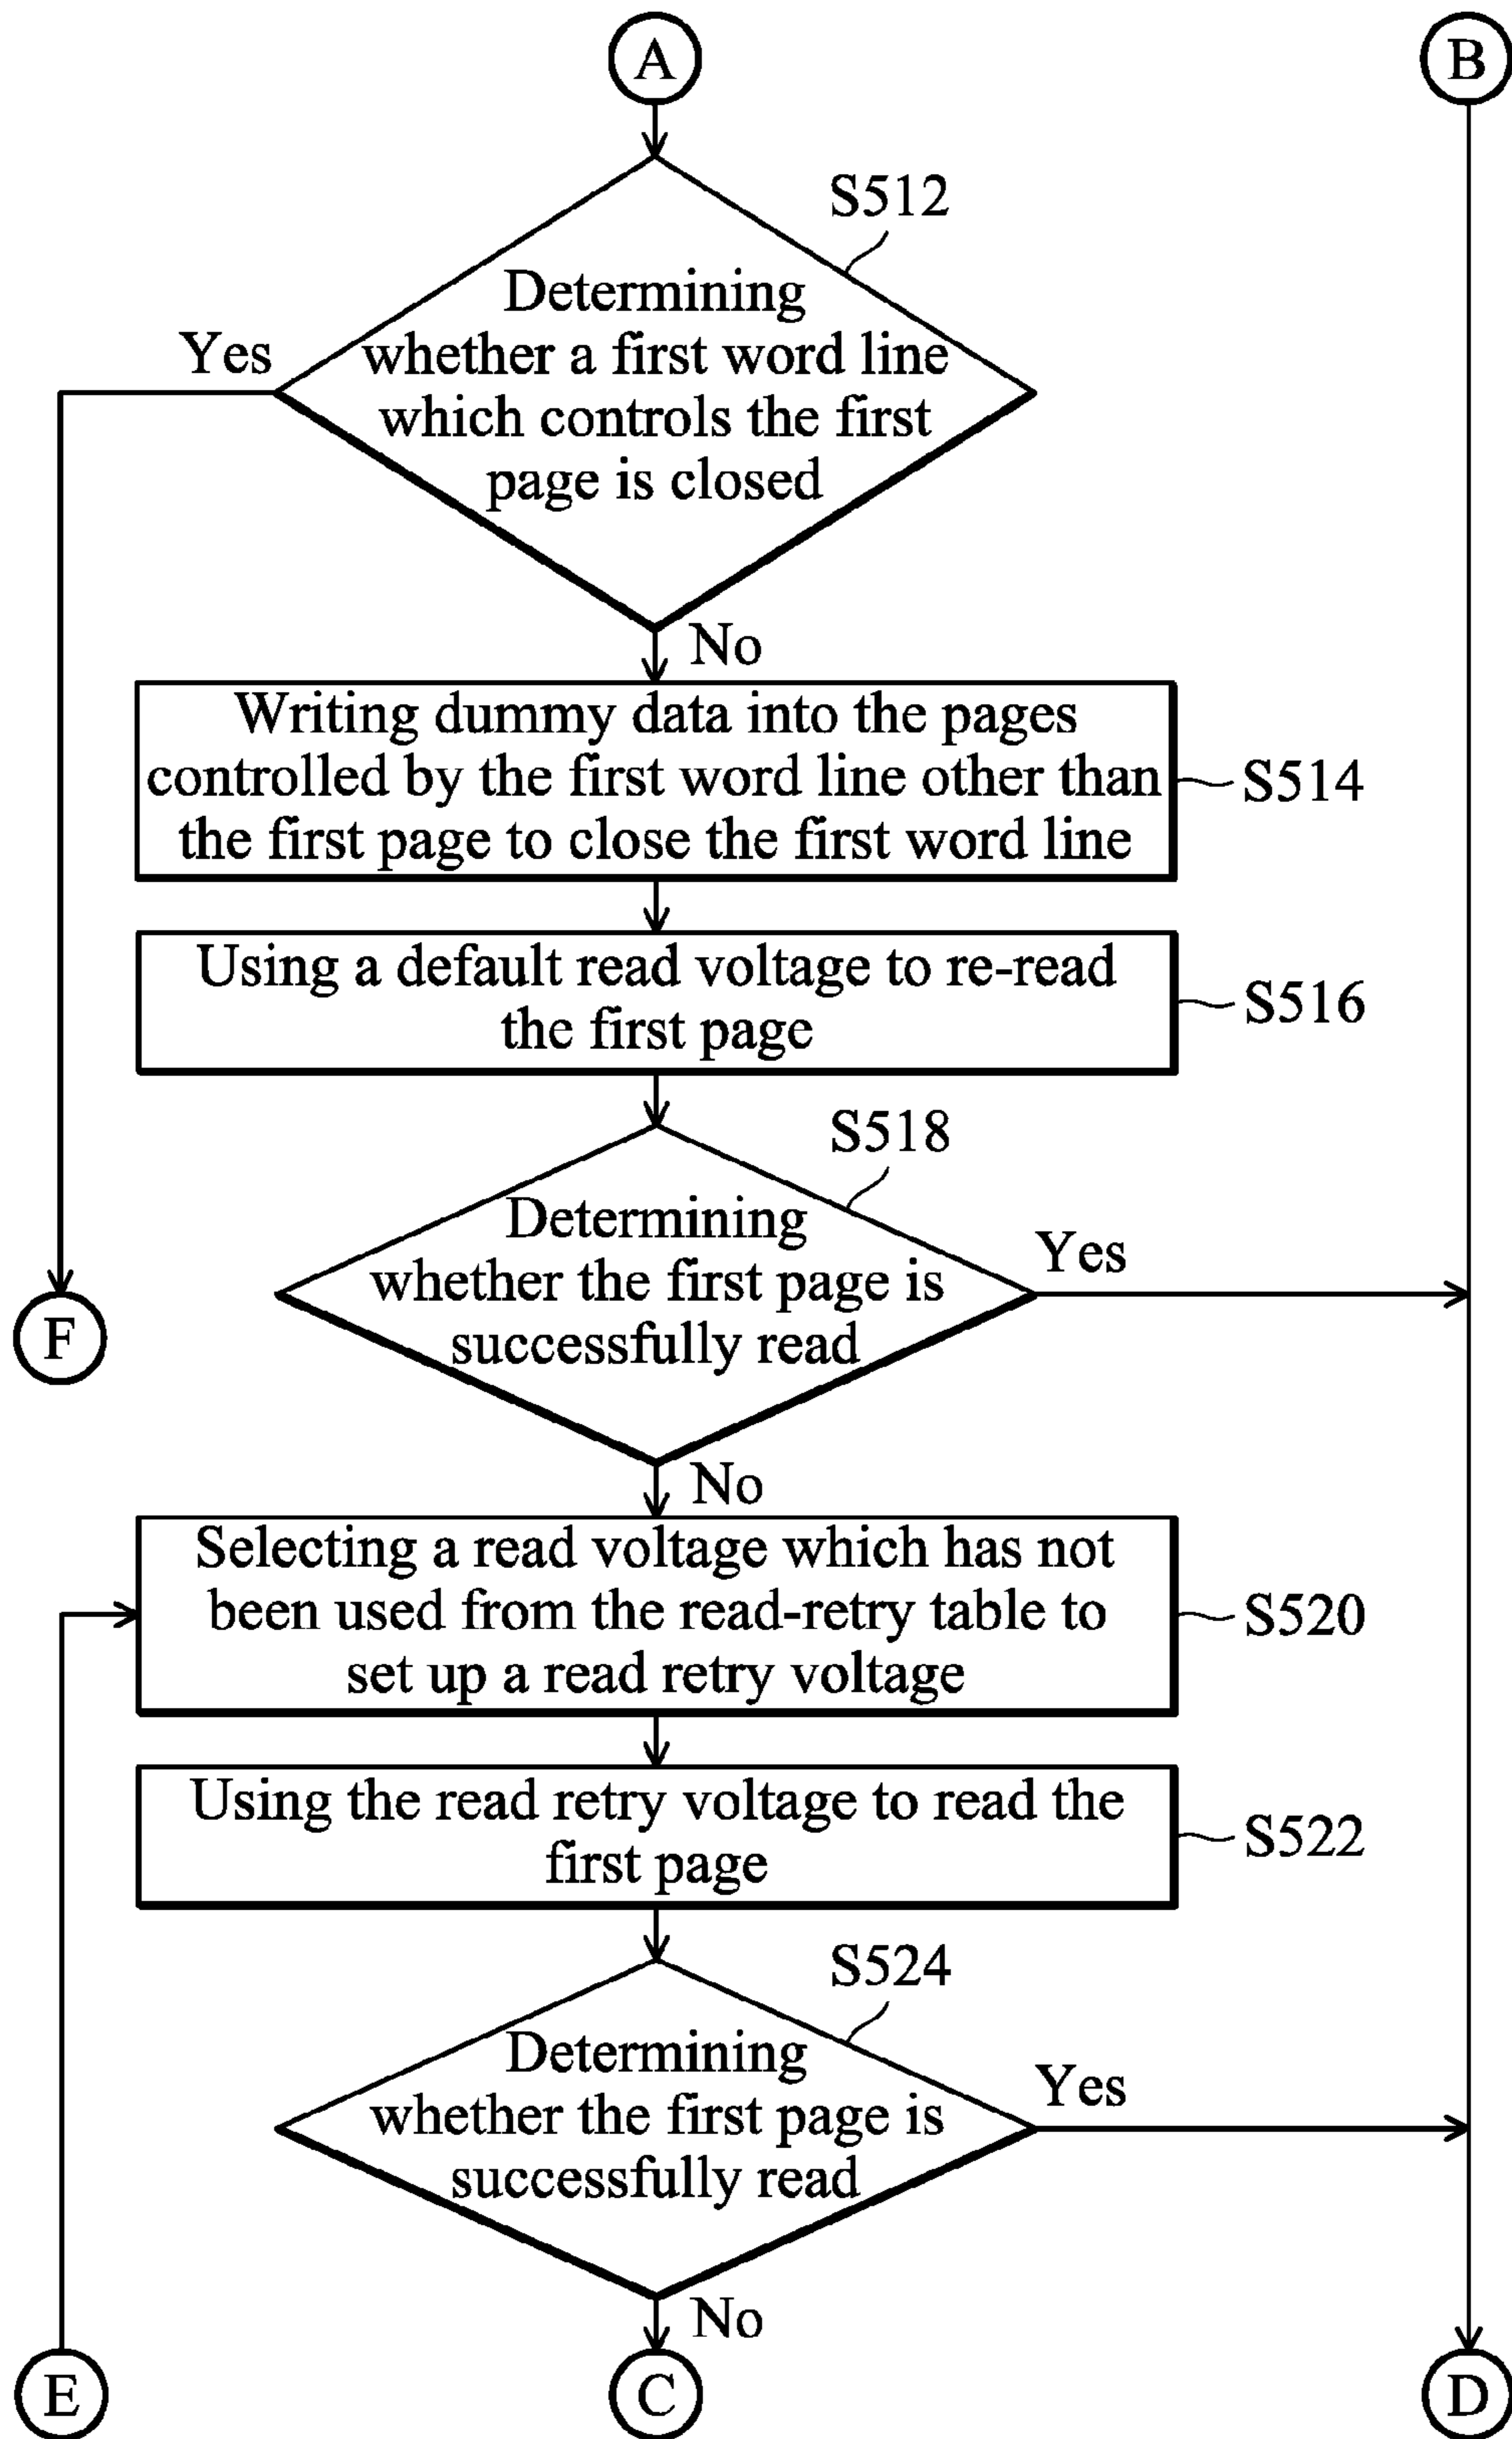 A
B
S512
Determining
whether a first word line
which controls the first
page is closed
Yes
No
Writing dummy data into the pages
controlled by the first word line other than
the first page to close the first word line
S514
Using a default read voltage to re-read
the first page
S516
S518
Determining
whether the first page is
successfully read
Yes
F
No
Selecting a read voltage which has not
been used from the read-retry table to
set up a read retry voltage
S520
Using the read retry voltage to read the
first page
S522
S524
Determining
whether the first page is
successfully read
Yes
No
E
C
D